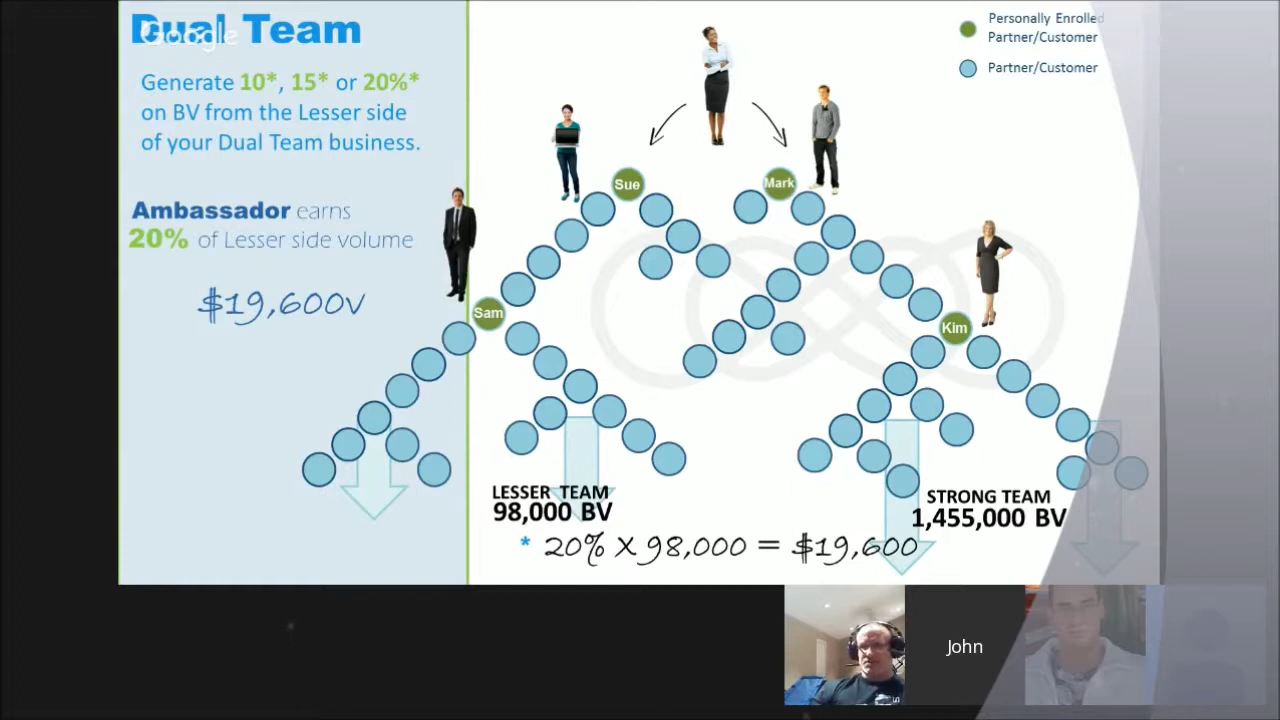 Dual Team
Google
Generate 10*, 15* or 20%*
on BV from the Lesser side
of your Dual Team business.
Ambassador earns
20% of Lesser side volume
$19,600
Personally Enrolled
Partner/Customer
Partner/Customer
Sue
Mark
Sam
Kim
LESSER TEAM
98,000 BV
STRONG TEAM
1,455,000 BV
* 20% X 98,000 = $19,600
John